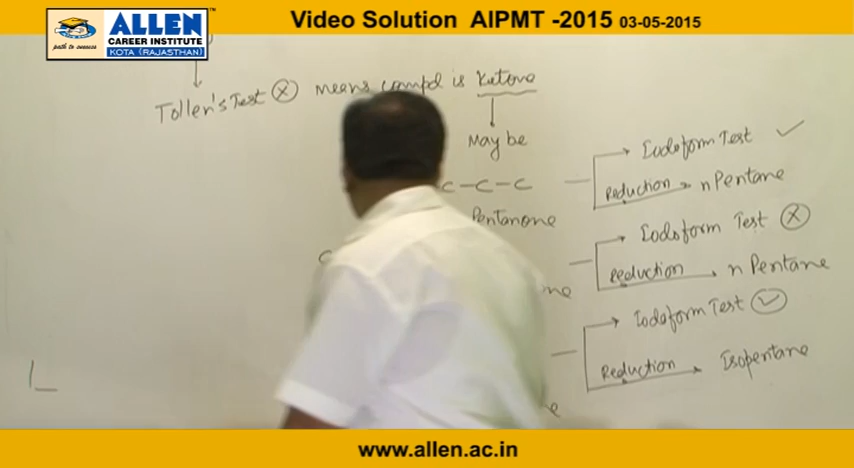 Video Solution AIPMT -2015 03-05-2015
ALLEN
CAREER INSTITUTE
KOTA (RAJASTHAN)
path to success
Tollen's Test ⓧ means compd is Ketone
May be
C-C-C
Pentanone
Iodoform Test ✓
Reduction → n Pentane
Iodoform Test ⓧ
Reduction → n Pentane
Iodoform Test ✓
Reduction → Isopentane
www.allen.ac.in